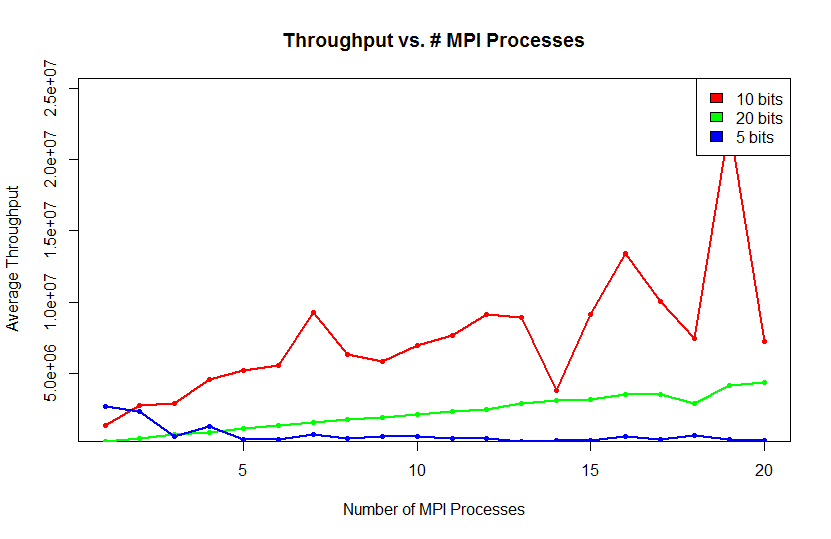 Throughput vs. # MPI Processes
10 bits
20 bits
5 bits
Average Throughput
2.5e+07
2.0e+07
1.5e+07
1.0e+07
5.0e+06
5 10 15 20
Number of MPI Processes